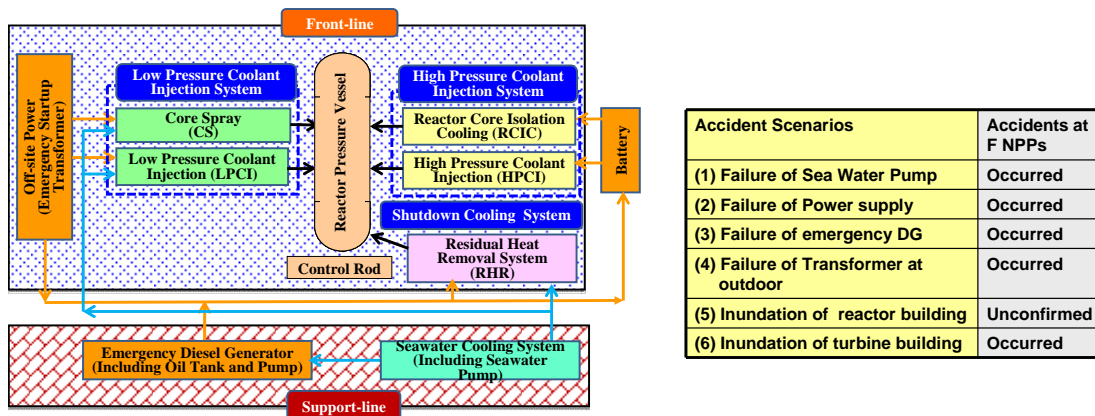 Front-line
Off-site Power
(Emergency Startup
Transformer)
Low Pressure Coolant
Injection System
Core Spray
(CS)
Low Pressure Coolant
Injection (LPCI)
Reactor Pressure Vessel
Control Rod
High Pressure Coolant
Injection System
Reactor Core Isolation
Cooling (RCIC)
High Pressure Coolant
Injection (HPCI)
Battery
Shutdown Cooling System
Residual Heat
Removal System
(RHR)
Emergency Diesel Generator
(Including Oil Tank and Pump)
Seawater Cooling System
(Including Seawater
Pump)
Support-line
Accident Scenarios
Accidents at
F NPPs
(1) Failure of Sea Water Pump
Occurred
(2) Failure of Power supply
Occurred
(3) Failure of emergency DG
Occurred
(4) Failure of Transformer at
outdoor
Occurred
(5) Inundation of reactor building
Unconfirmed
(6) Inundation of turbine building
Occurred